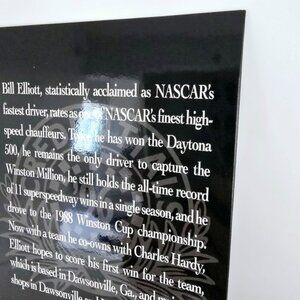 Bill Elliott, statistically acclaimed as NASCAR's
fastest driver, rates as one of NASCAR's finest high-
speed chauffeurs. Twice he has won the Daytona
500, he remains the only driver to capture the
Winston Million, he still holds the all-time record
of 11 superspeedway wins in a single season, and he
drove to the 1988 Winston Cup championship.
Now with a team he co-owns with Charles Hardy,
Elliott hopes to score his first win for the team,
which is based in Dawsonville, Ga., and
shops in Dawsonville